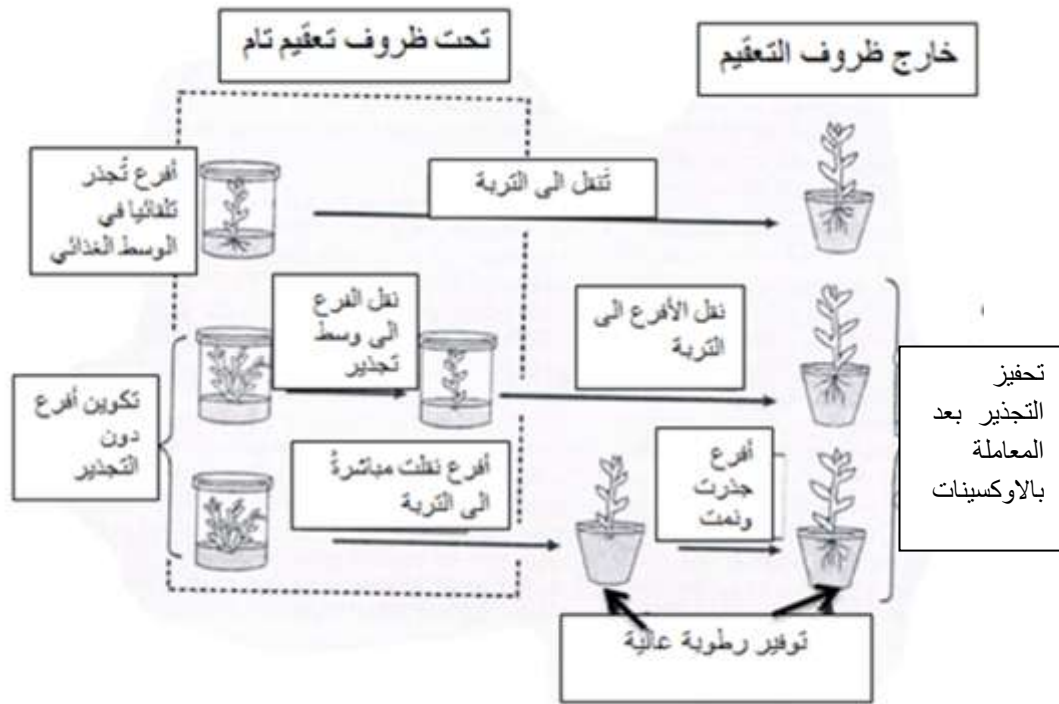 تحت ظروف تعقيم تام
خارج ظروف التعقيم
أفرع تُجذر
تلقائيا في
الوسط الغذائي
تُنقل الى التربة
نقل الفرع
الى وسط
تجذير
نقل الأفرع الى
التربة
تكوين أفرع
دون
التجذير
أفرع نقلت مباشرةً
الى التربة
أفرع
جذرت
ونمت
تحفيز
التجذير بعد
المعاملة
بالاوكسينات
توفير رطوبة عالية